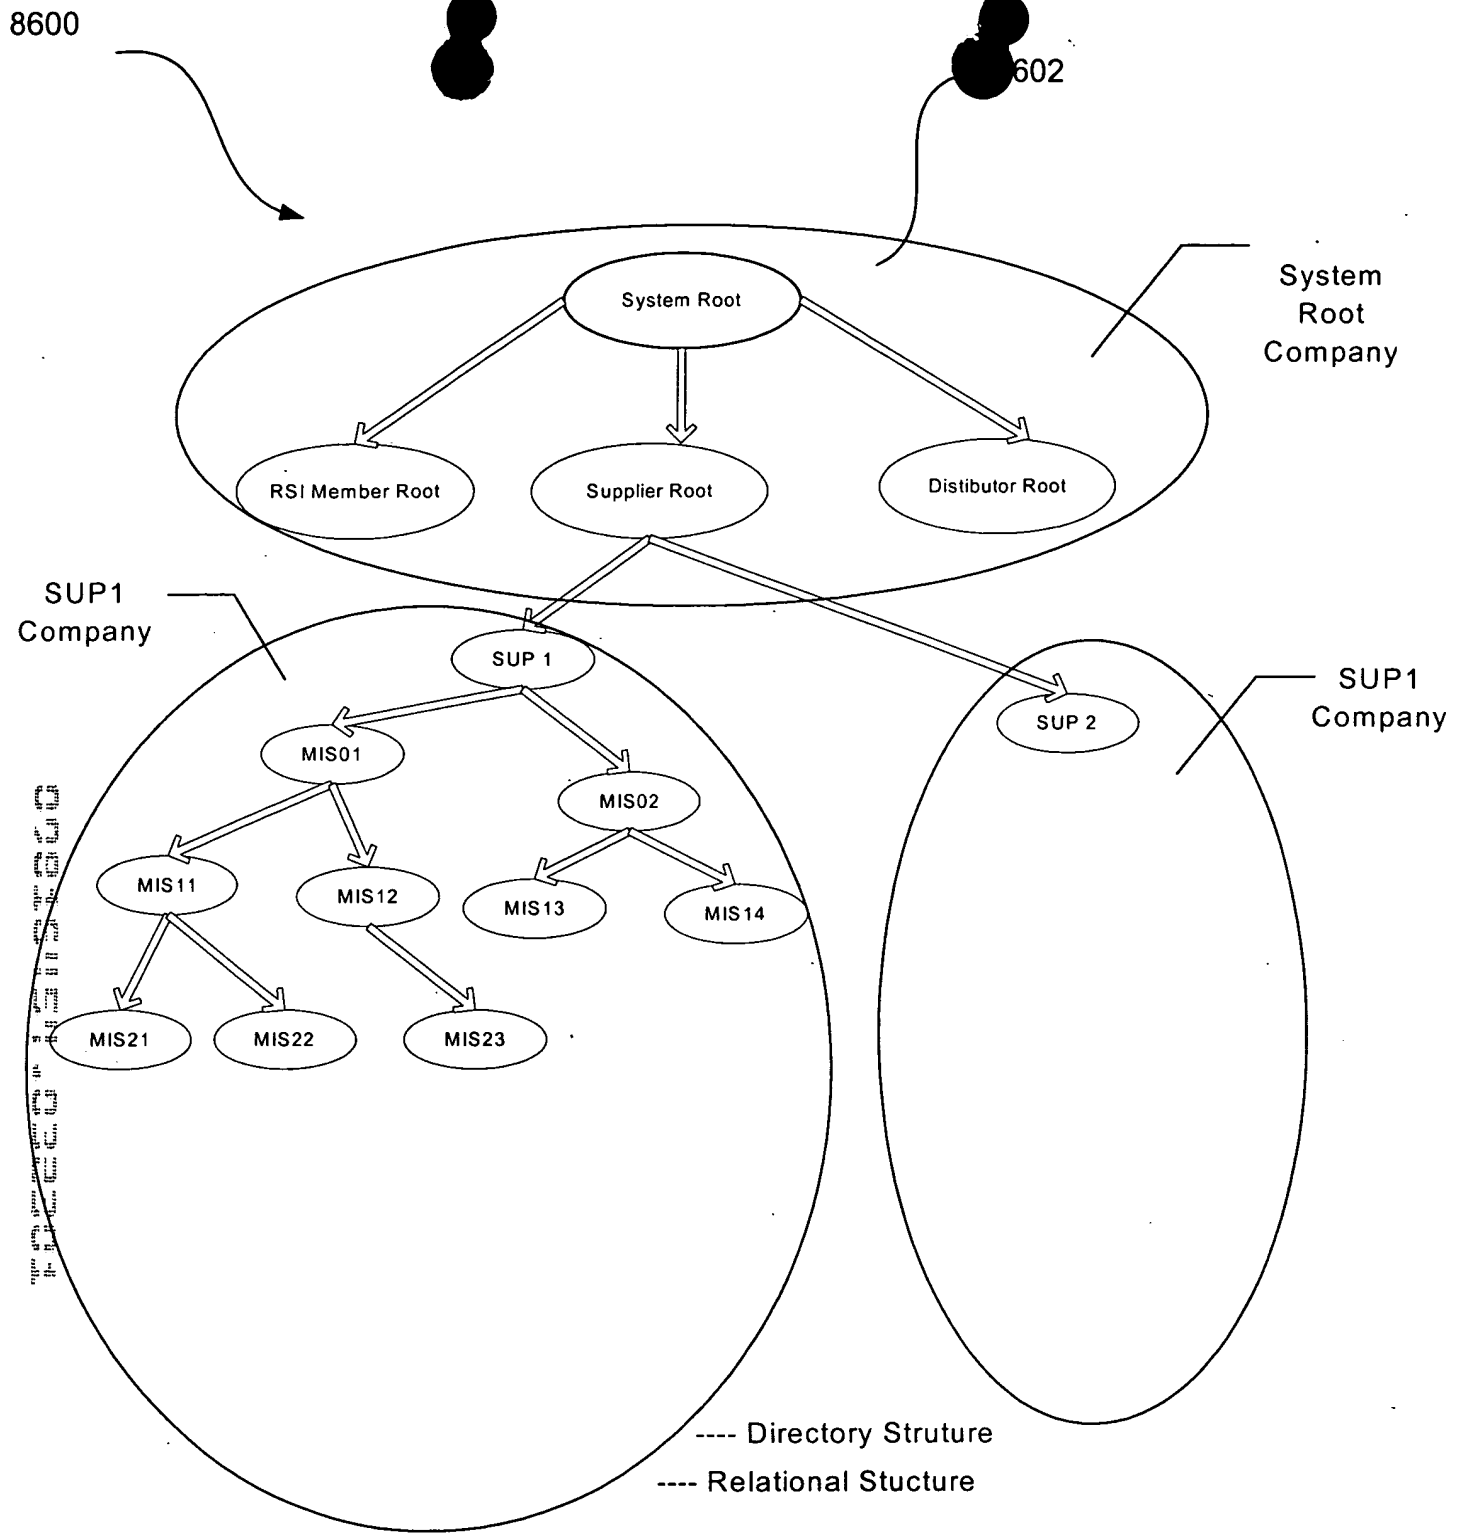 8600
602
System Root
System
Root
Company
RSI Member Root
Supplier Root
Distibutor Root
SUP1
Company
SUP 1
SUP1
Company
SUP 2
MIS01
MIS02
MIS11
MIS12
MIS13
MIS14
MIS21
MIS22
MIS23
---- Directory Struture
---- Relational Stucture